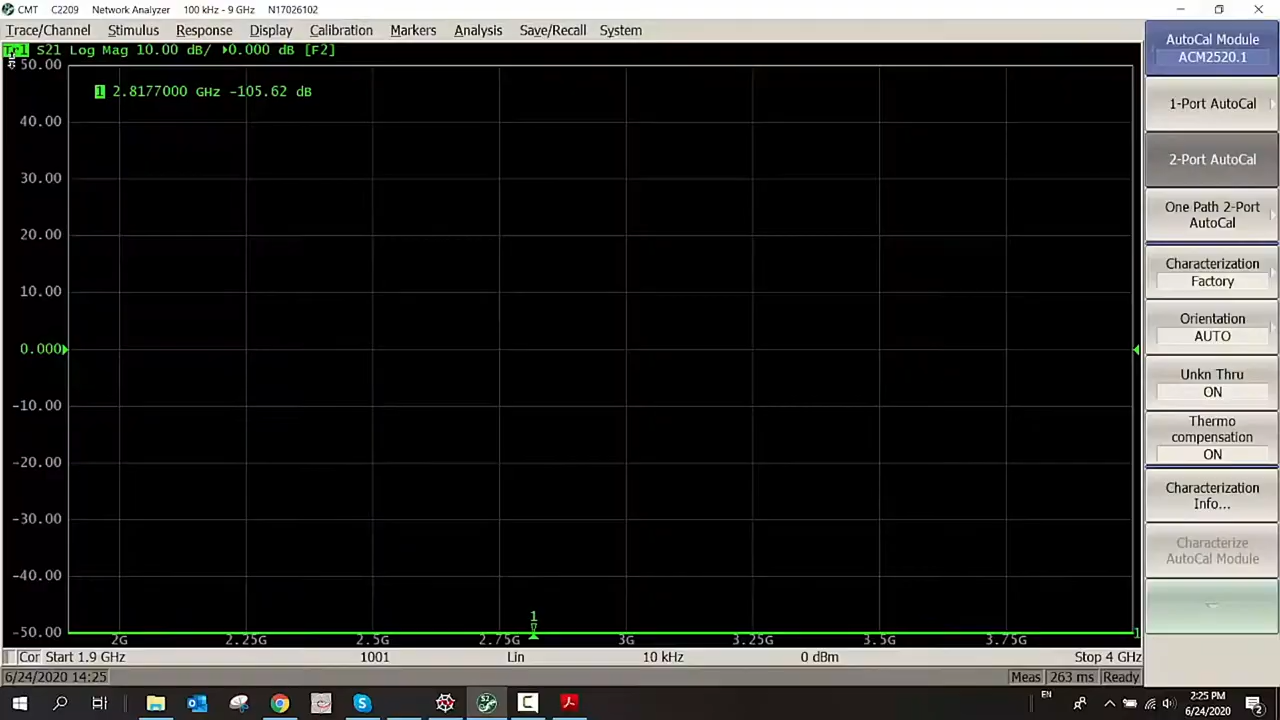 CMT C2209 Network Analyzer 100 kHz - 9 GHz N17026102
Trace/Channel Stimulus Response Display Calibration Markers Analysis Save/Recall System
Tr1 S21 Log Mag 10.00 dB/ 0.000 dB [F2]
50.00
1 2.8177000 GHz -105.62 dB
40.00
30.00
20.00
10.00
0.000
-10.00
-20.00
-30.00
-40.00
-50.00
1
2G 2.25G 2.5G 2.75G 3G 3.25G 3.5G 3.75G 1
Cor Start 1.9 GHz 1001 Lin 10 kHz 0 dBm Stop 4 GHz
6/24/2020 14:25 Meas 263 ms Ready
AutoCal Module
ACM2520.1
1-Port AutoCal
2-Port AutoCal
One Path 2-Port
AutoCal
Characterization
Factory
Orientation
AUTO
Unkn Thru
ON
Thermo
compensation
ON
Characterization
Info...
Characterize
AutoCal Module
EN
2:25 PM
6/24/2020
2